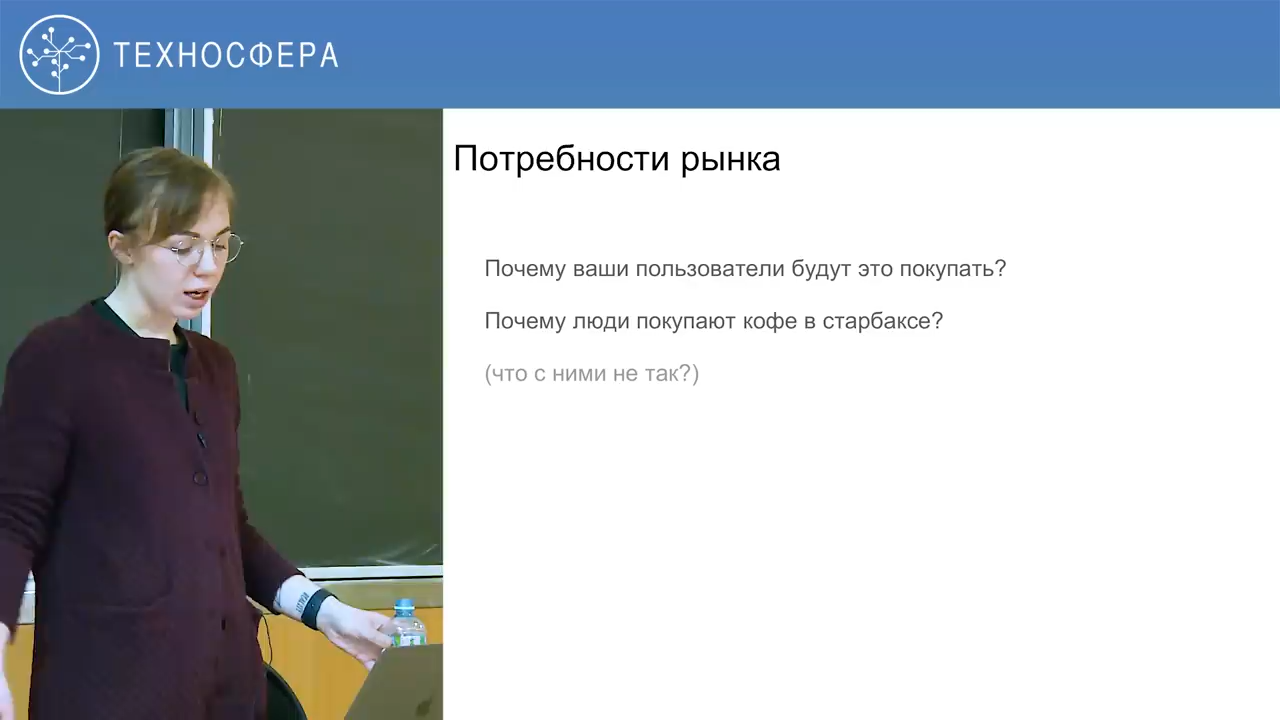 ТЕХНОСФЕРА
Потребности рынка
Почему ваши пользователи будут это покупать?
Почему люди покупают кофе в старбаксе?
(что с ними не так?)